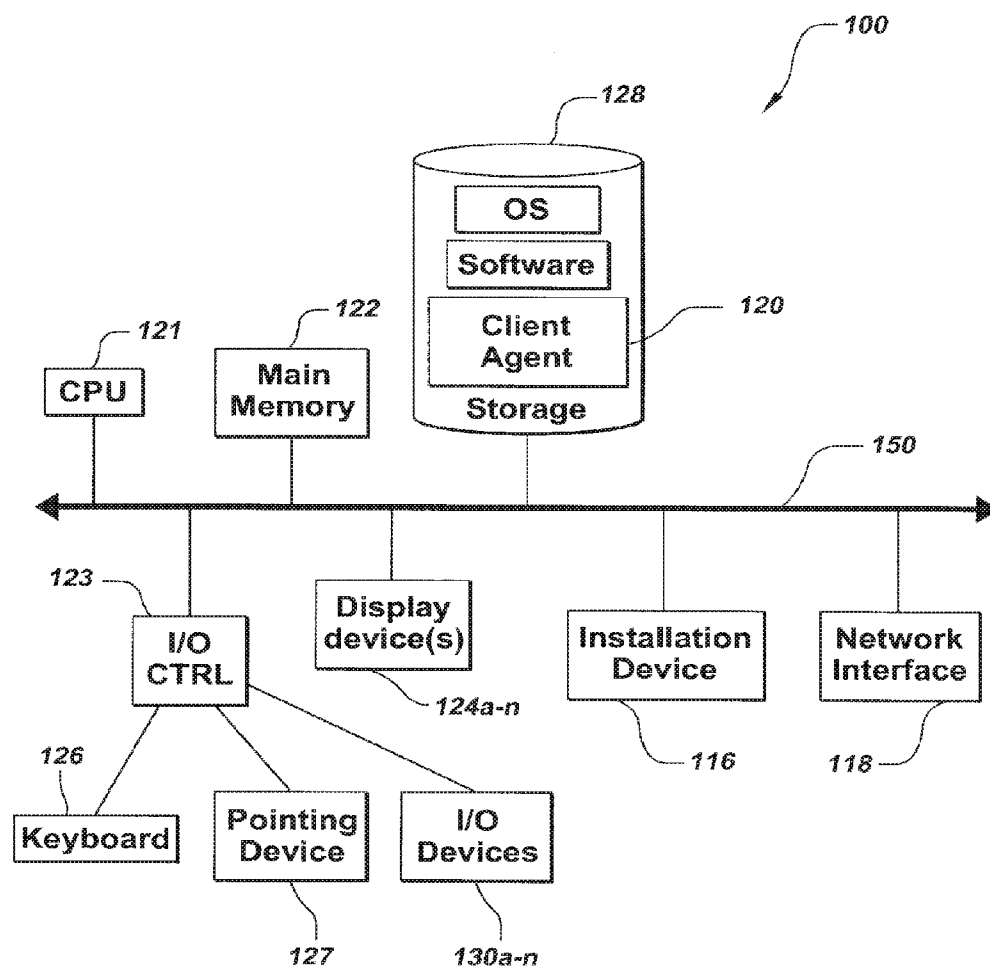 100
128
OS
Software
120
Client
Agent
Storage
122
Main
Memory
121
CPU
150
123
I/O
CTRL
Display
device(s)
124a-n
Installation
Device
116
Network
Interface
118
126
Keyboard
Pointing
Device
127
I/O
Devices
130a-n